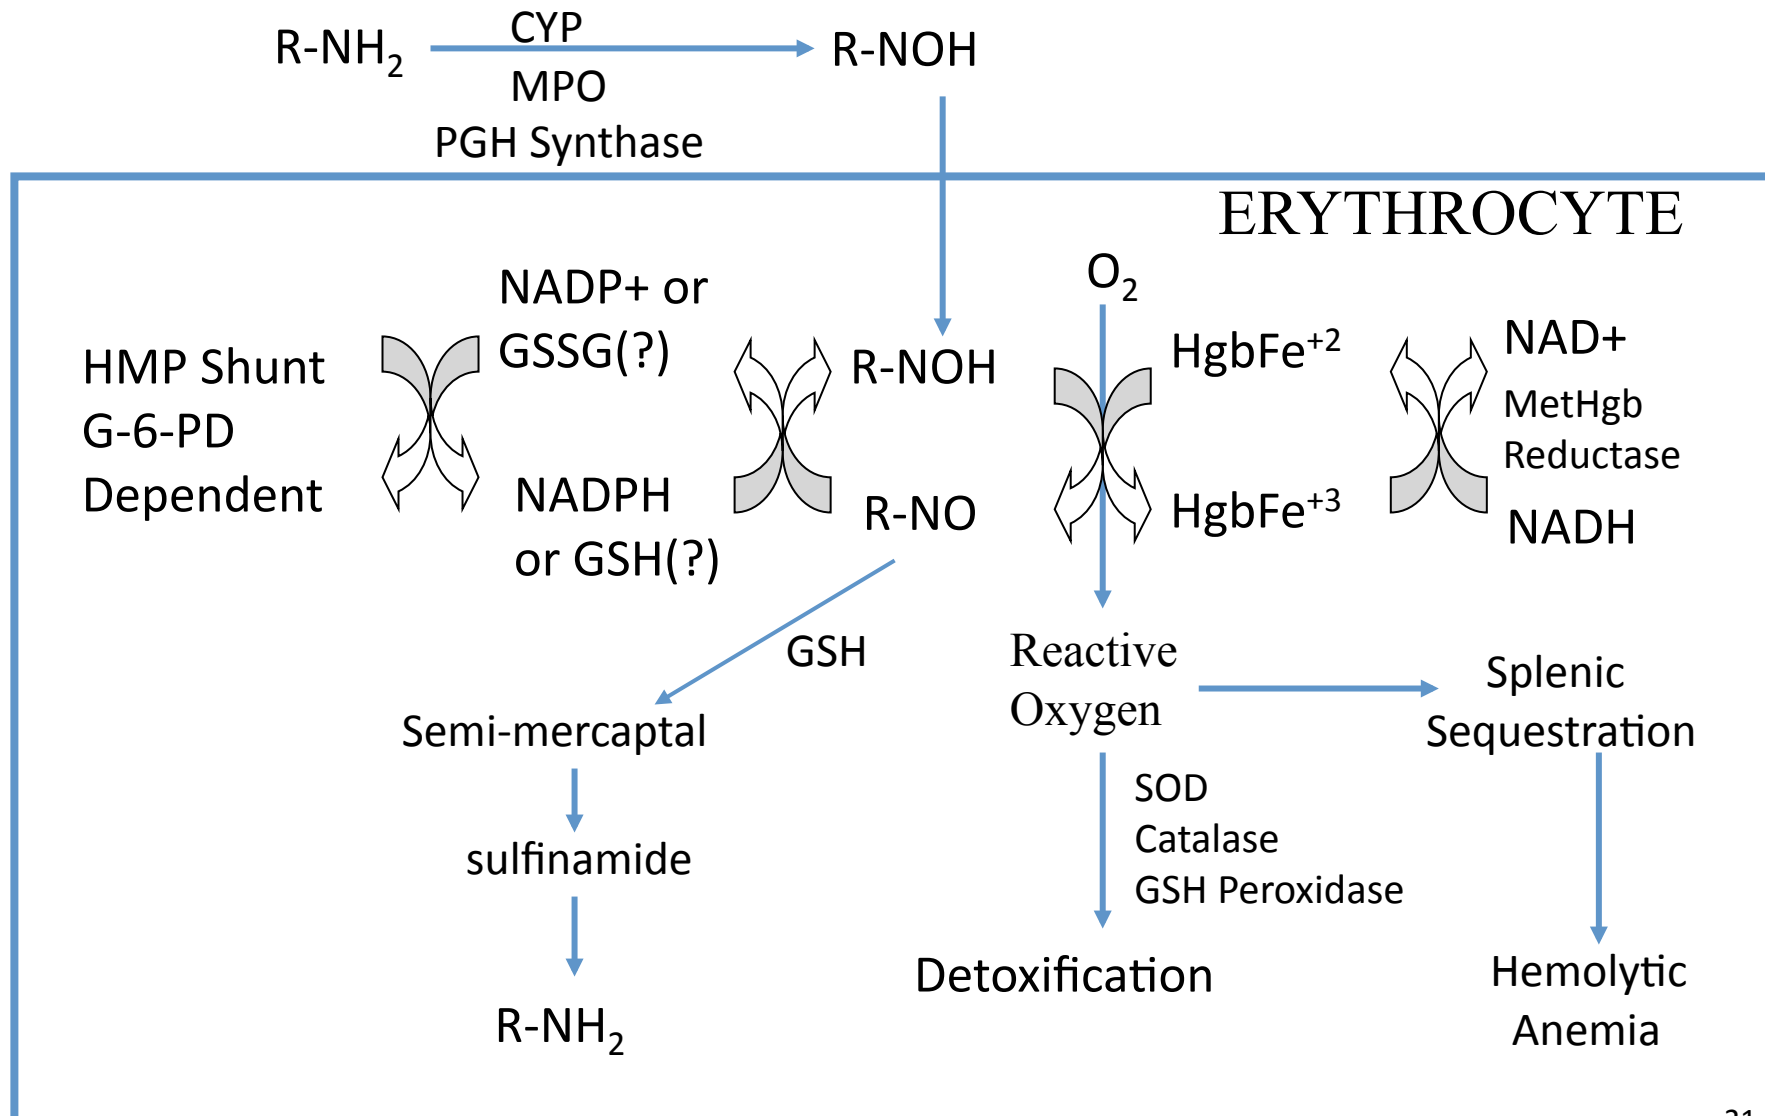 R-NH₂
CYP
MPO
PGH Synthase
R-NOH
ERYTHROCYTE
HMP Shunt
G-6-PD
Dependent
NADP+ or
GSSG(?)
NADPH
or GSH(?)
R-NOH
R-NO
O₂
HgbFe⁺²
HgbFe⁺³
NAD+
MetHgb
Reductase
NADH
GSH
Semi-mercaptal
sulfinamide
R-NH₂
Reactive
Oxygen
SOD
Catalase
GSH Peroxidase
Detoxification
Splenic
Sequestration
Hemolytic
Anemia